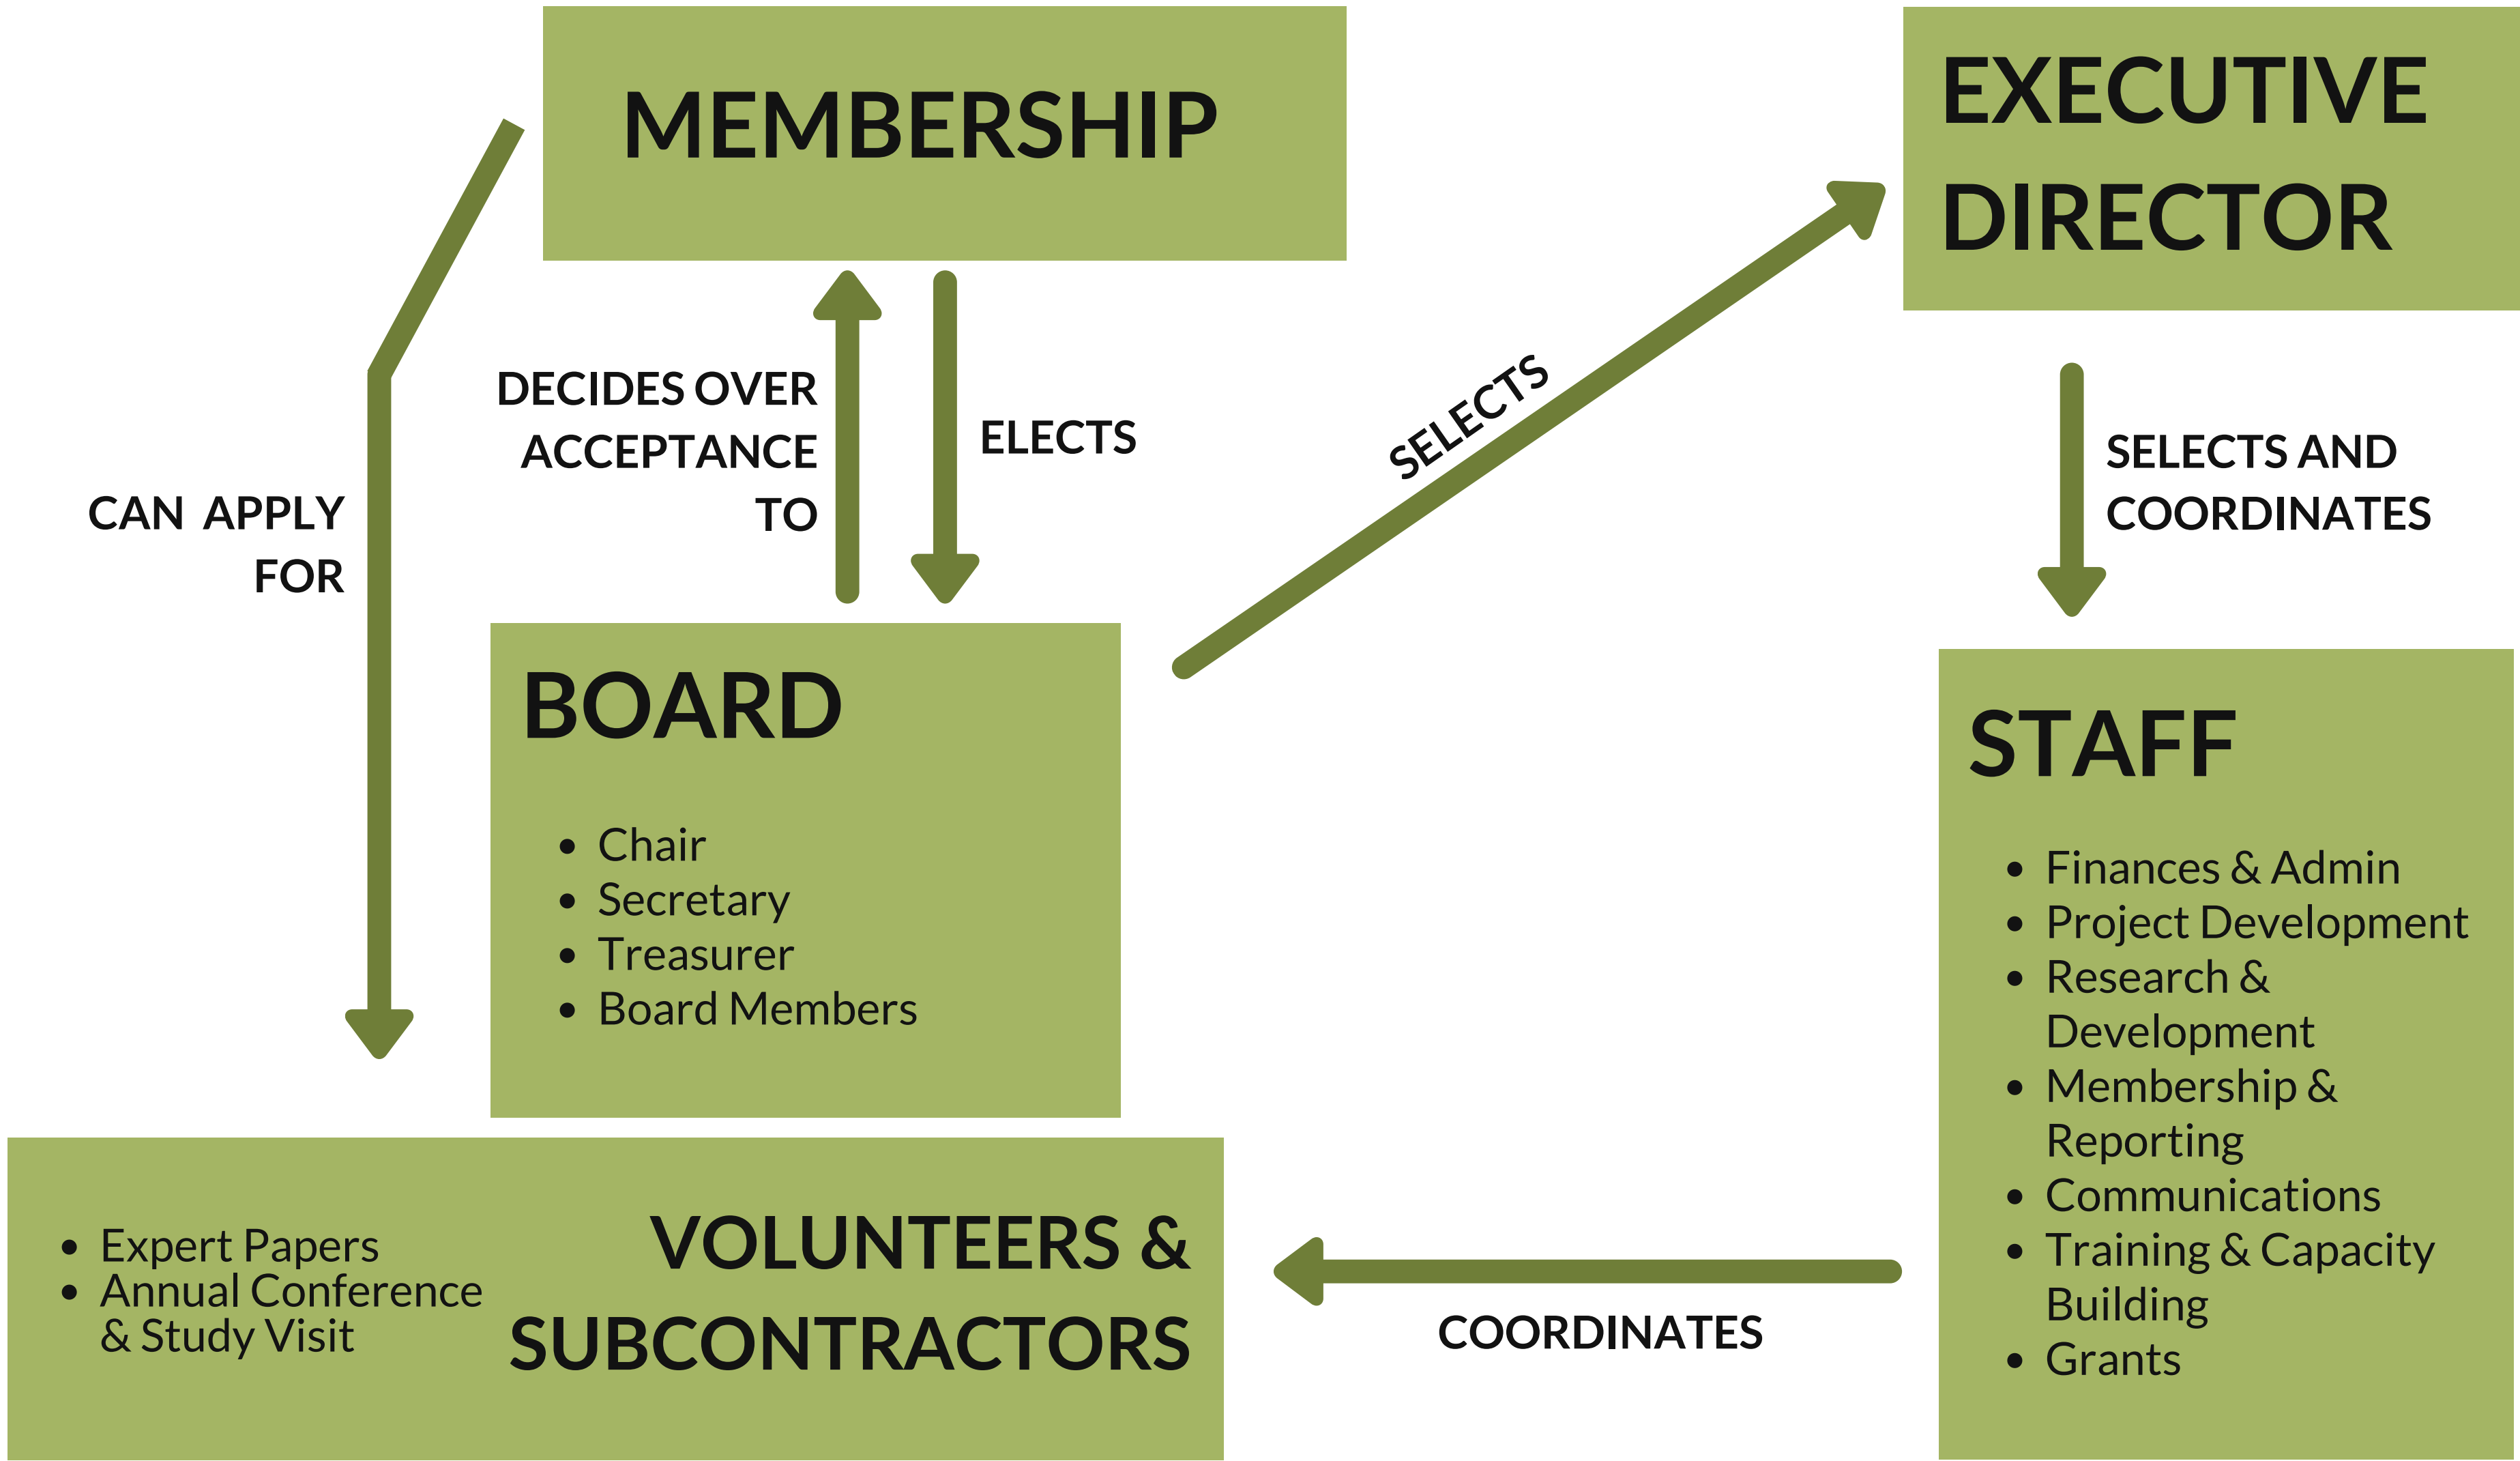 MEMBERSHIP
EXECUTIVE
DIRECTOR
CAN APPLY
FOR
DECIDES OVER
ACCEPTANCE
TO
ELECTS
SELECTS
SELECTS AND
COORDINATES
BOARD
• Chair
• Secretary
• Treasurer
• Board Members
STAFF
• Finances & Admin
• Project Development
• Research &
Development
• Membership &
Reporting
• Communications
• Training & Capacity
Building
• Grants
• Expert Papers
• Annual Conference
& Study Visit
VOLUNTEERS &
SUBCONTRACTORS
COORDINATES